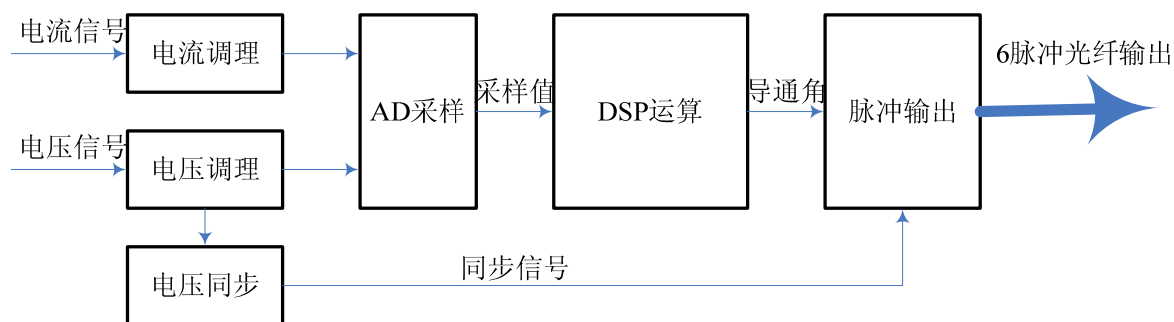 电流信号
电流调理
AD采样
采样值
DSP运算
导通角
脉冲输出
6脉冲光纤输出
电压信号
电压调理
电压同步
同步信号